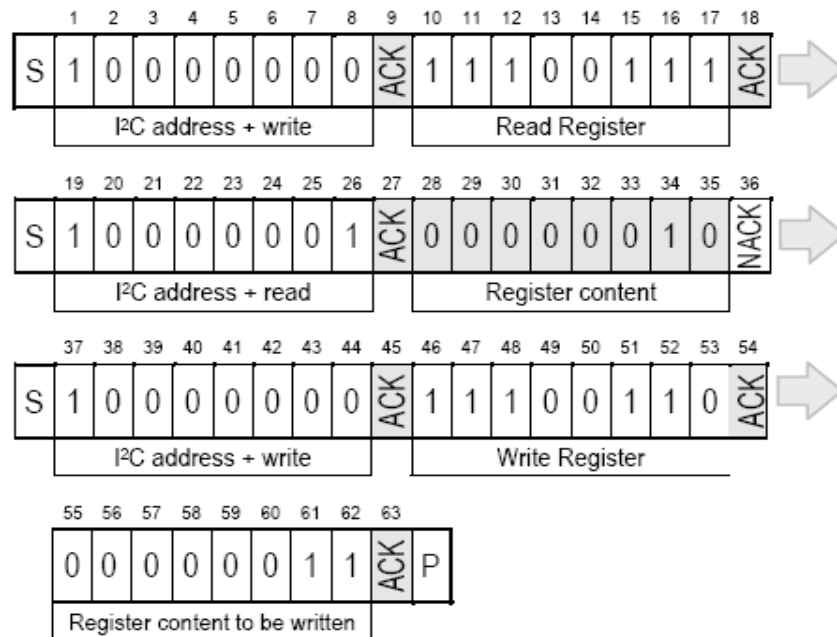 1 2 3 4 5 6 7 8 9 10 11 12 13 14 15 16 17 18
S 1 0 0 0 0 0 0 0 ACK 1 1 1 0 0 1 1 1 ACK
I²C address + write Read Register
19 20 21 22 23 24 25 26 27 28 29 30 31 32 33 34 35 36
S 1 0 0 0 0 0 0 1 ACK 0 0 0 0 0 0 1 0 NACK
I²C address + read Register content
37 38 39 40 41 42 43 44 45 46 47 48 49 50 51 52 53 54
S 1 0 0 0 0 0 0 0 ACK 1 1 1 0 0 1 1 0 ACK
I²C address + write Write Register
55 56 57 58 59 60 61 62 63
0 0 0 0 0 0 1 1 ACK P
Register content to be written